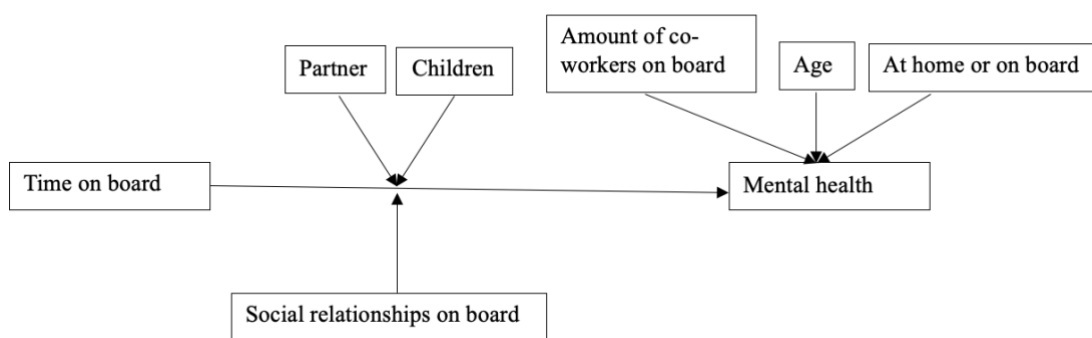 Partner
Children
Amount of co-
workers on board
Age
At home or on board
Time on board
Mental health
Social relationships on board